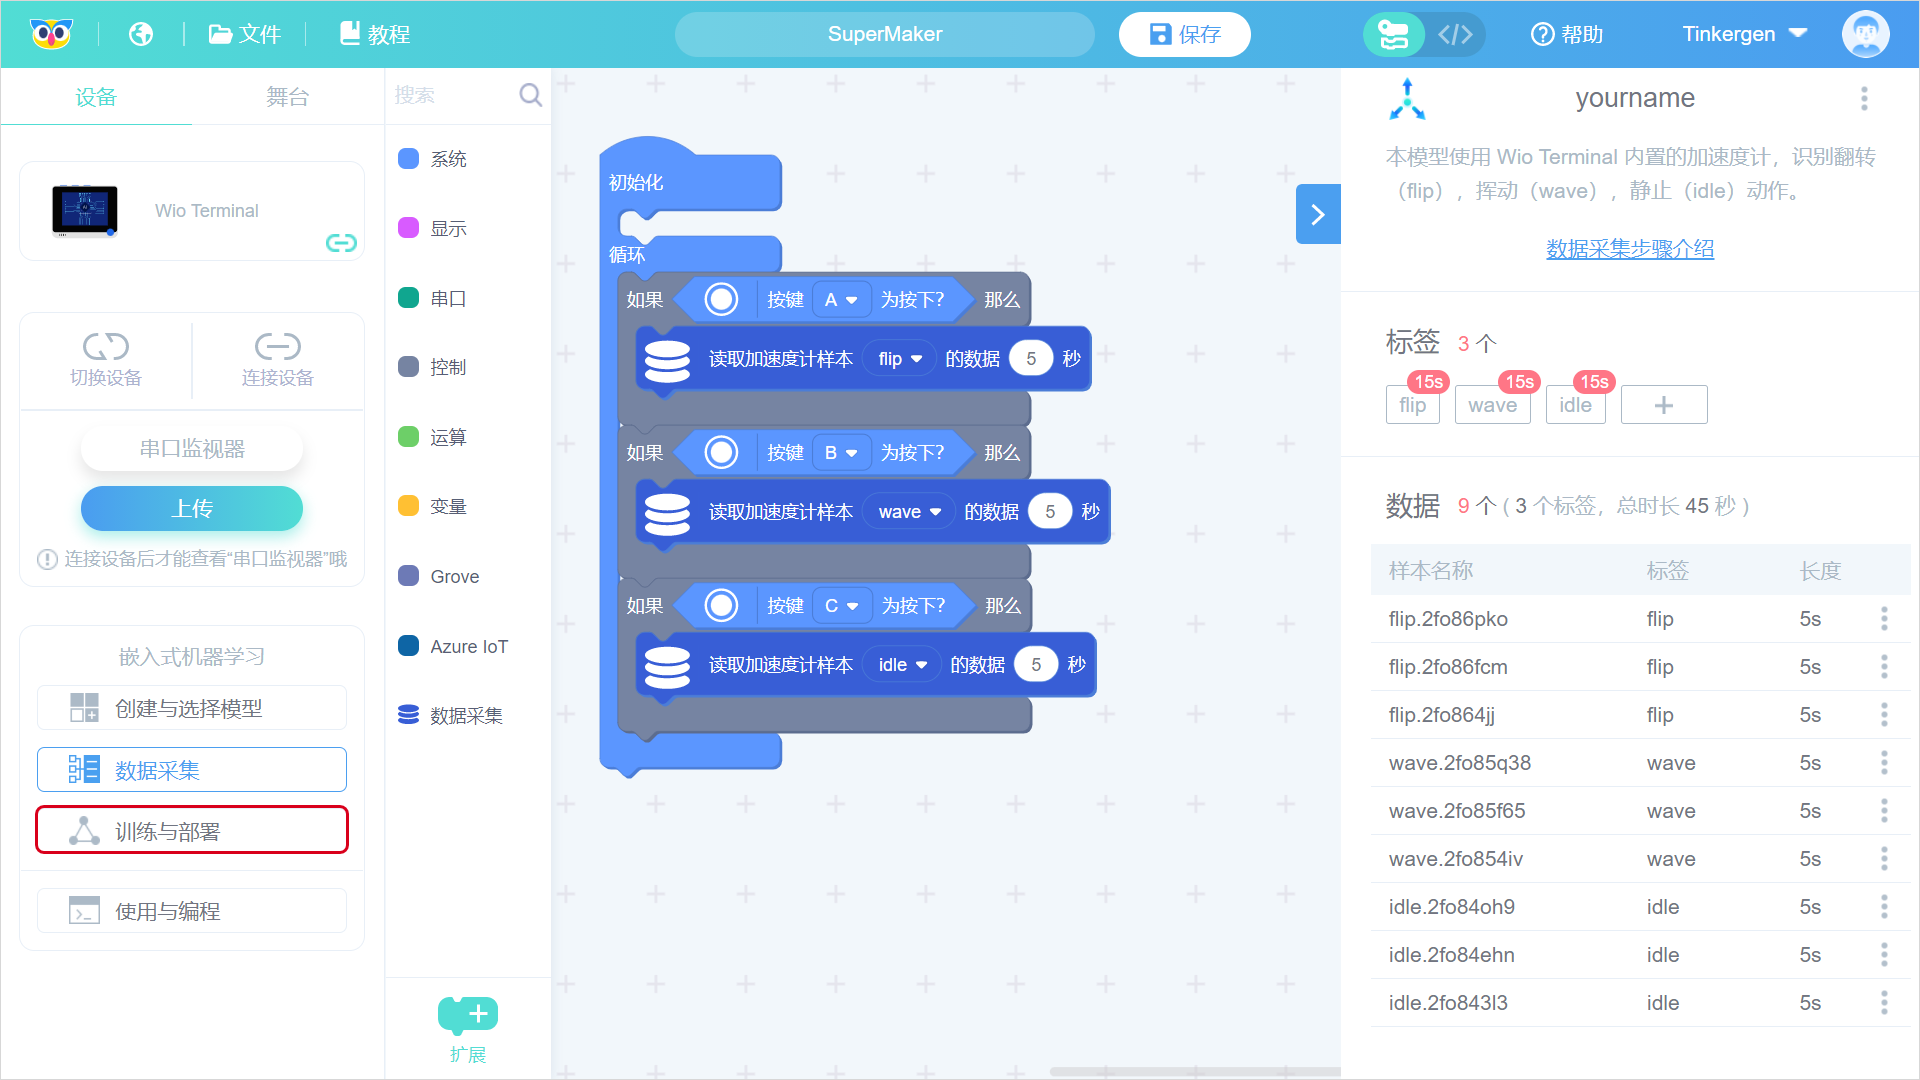 文件
教程
SuperMaker
保存
帮助
Tinkergen
设备
舞台
Wio Terminal
切换设备
连接设备
串口监视器
上传
连接设备后才能查看“串口监视器”哦
嵌入式机器学习
创建与选择模型
数据采集
训练与部署
使用与编程
搜索
系统
显示
串口
控制
运算
变量
Grove
Azure IoT
数据采集
扩展
初始化
循环
如果 按键 A 为按下? 那么
读取加速度计样本 flip 的数据 5 秒
如果 按键 B 为按下? 那么
读取加速度计样本 wave 的数据 5 秒
如果 按键 C 为按下? 那么
读取加速度计样本 idle 的数据 5 秒
yourname
本模型使用 Wio Terminal 内置的加速度计，识别翻转
（flip），挥动（wave），静止（idle）动作。
数据采集步骤介绍
标签 3 个
15s 15s 15s
flip wave idle +
数据 9 个 ( 3 个标签，总时长 45 秒 )
样本名称 标签 长度
flip.2fo86pko flip 5s
flip.2fo86fcm flip 5s
flip.2fo864jj flip 5s
wave.2fo85q38 wave 5s
wave.2fo85f65 wave 5s
wave.2fo854iv wave 5s
idle.2fo84oh9 idle 5s
idle.2fo84ehn idle 5s
idle.2fo843l3 idle 5s